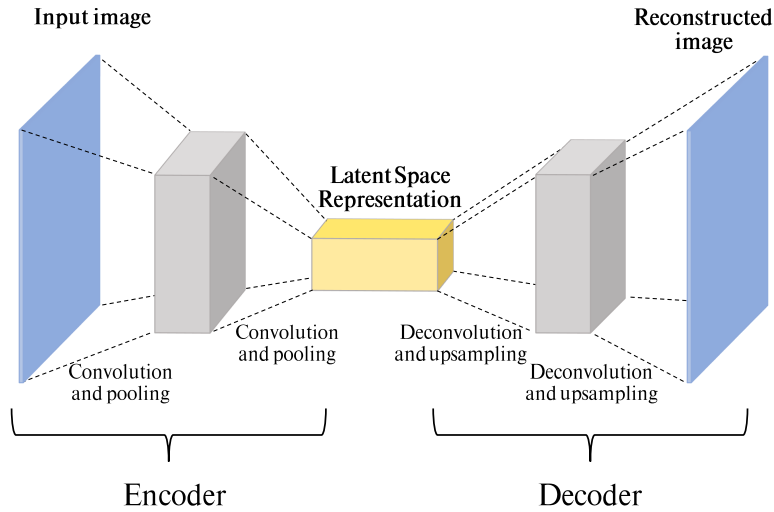 Input image
Reconstructed
image
Latent Space
Representation
Convolution
and pooling
Convolution
and pooling
Deconvolution
and upsampling
Deconvolution
and upsampling
Encoder
Decoder